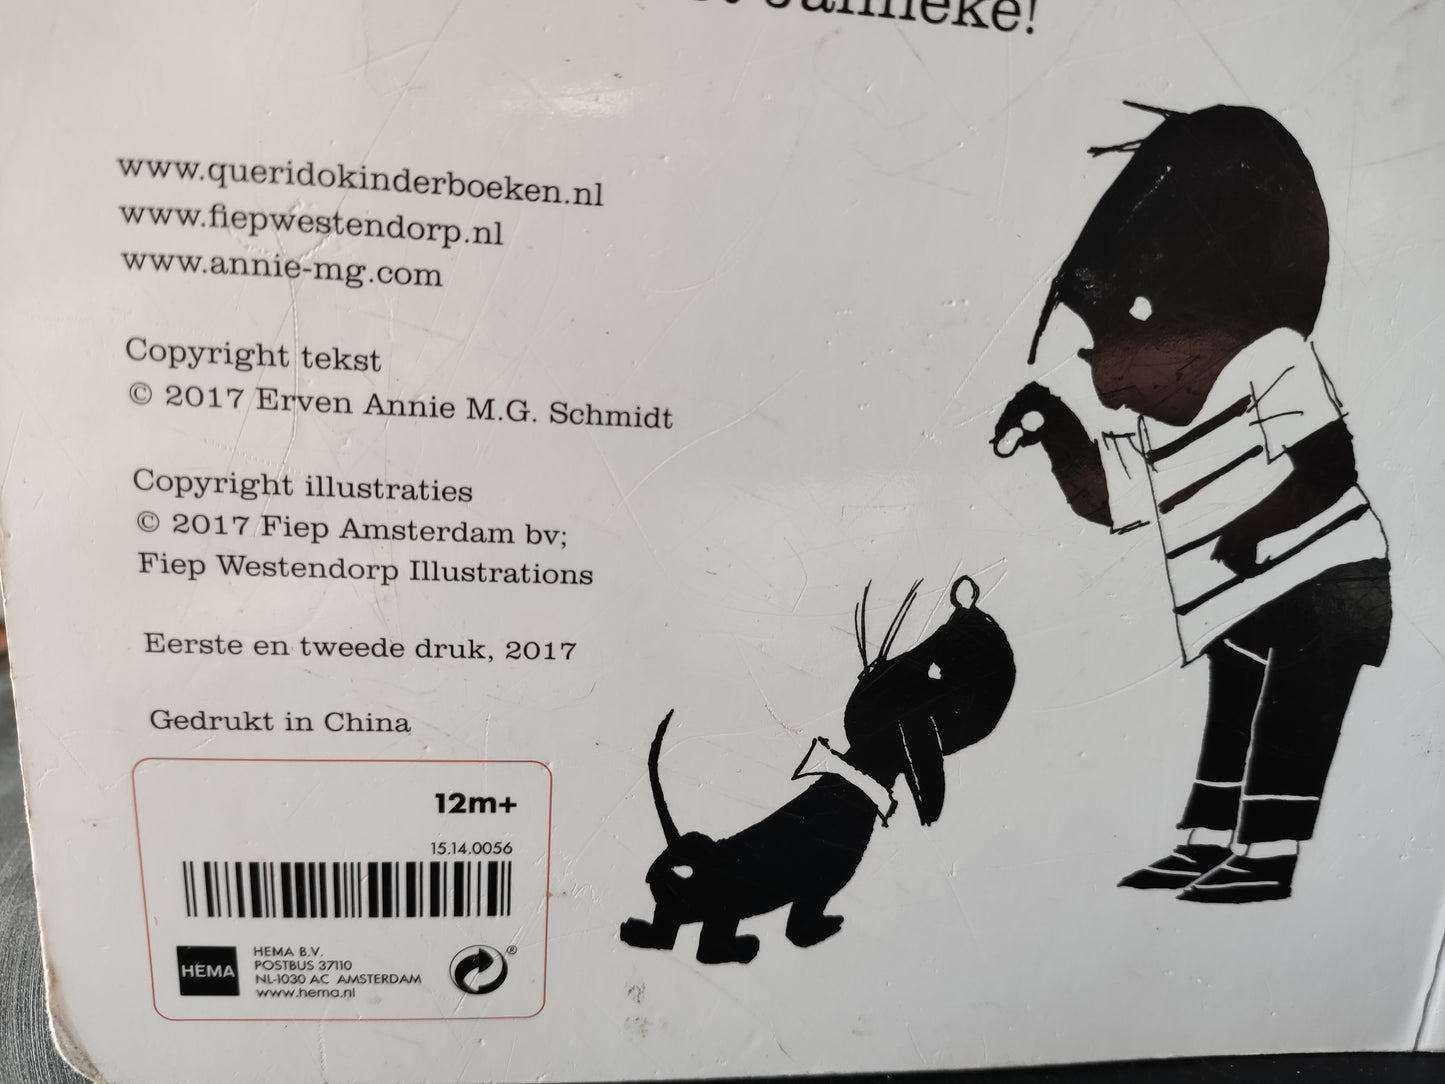 Janneke!
www.queridokinderboeken.nl
www.fiepwestendorp.nl
www.annie-mg.com
Copyright tekst
© 2017 Erven Annie M.G. Schmidt
Copyright illustraties
© 2017 Fiep Amsterdam bv;
Fiep Westendorp Illustrations
Eerste en tweede druk, 2017
Gedrukt in China
12m+
15.14.0056
HEMA
HEMA B.V.
POSTBUS 37110
NL-1030 AC AMSTERDAM
www.hema.nl
®